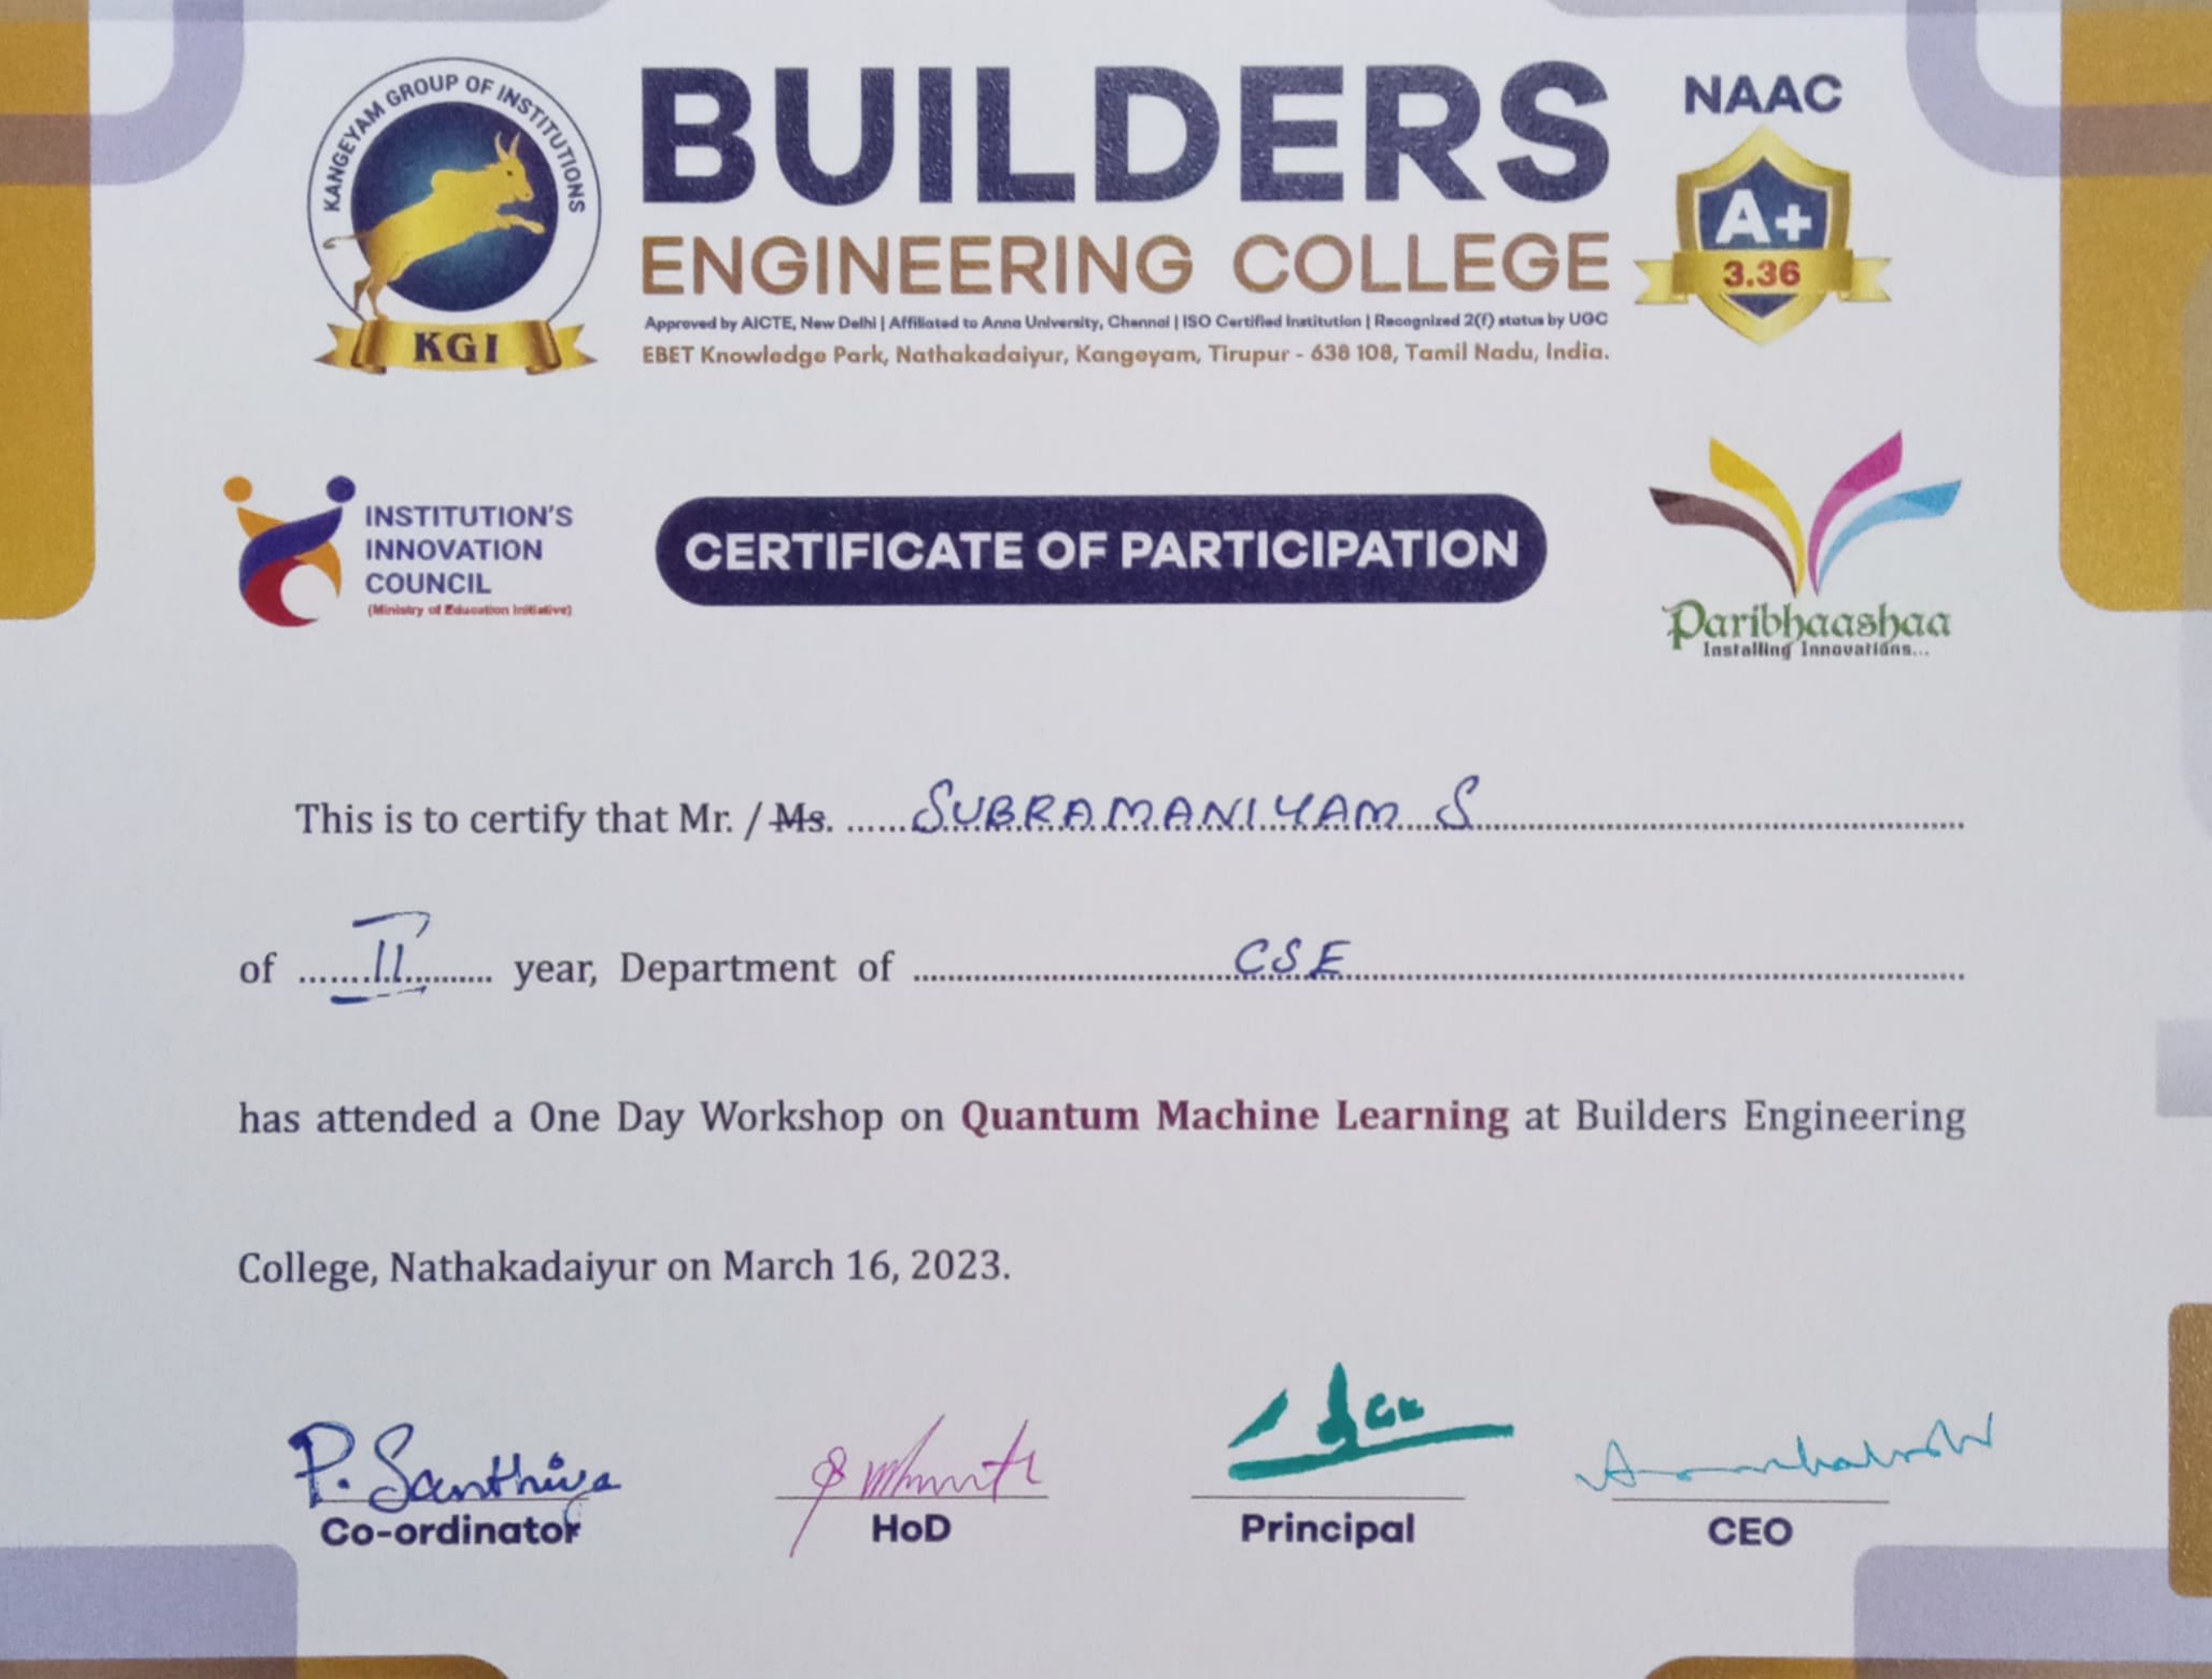 KANGEYAM GROUP OF INSTITUTIONS
KGI
BUILDERS
ENGINEERING COLLEGE
Approved by AICTE, New Delhi | Affiliated to Anna University, Chennai | ISO Certified Institution | Recognized 2(f) status by UGC
EBET Knowledge Park, Nathakadaiyur, Kangeyam, Tirupur - 638 108, Tamil Nadu, India.
NAAC
A+
3.36
INSTITUTION'S
INNOVATION
COUNCIL
(Ministry of Education Initiative)
CERTIFICATE OF PARTICIPATION
Paribhaashaa
Installing Innovations...
This is to certify that Mr. / Ms. ......SUBRAMANIYAM S
of .......II.......... year, Department of CSE
has attended a One Day Workshop on Quantum Machine Learning at Builders Engineering
College, Nathakadaiyur on March 16, 2023.
P. Santhiya
Co-ordinator
HoD
Principal
CEO